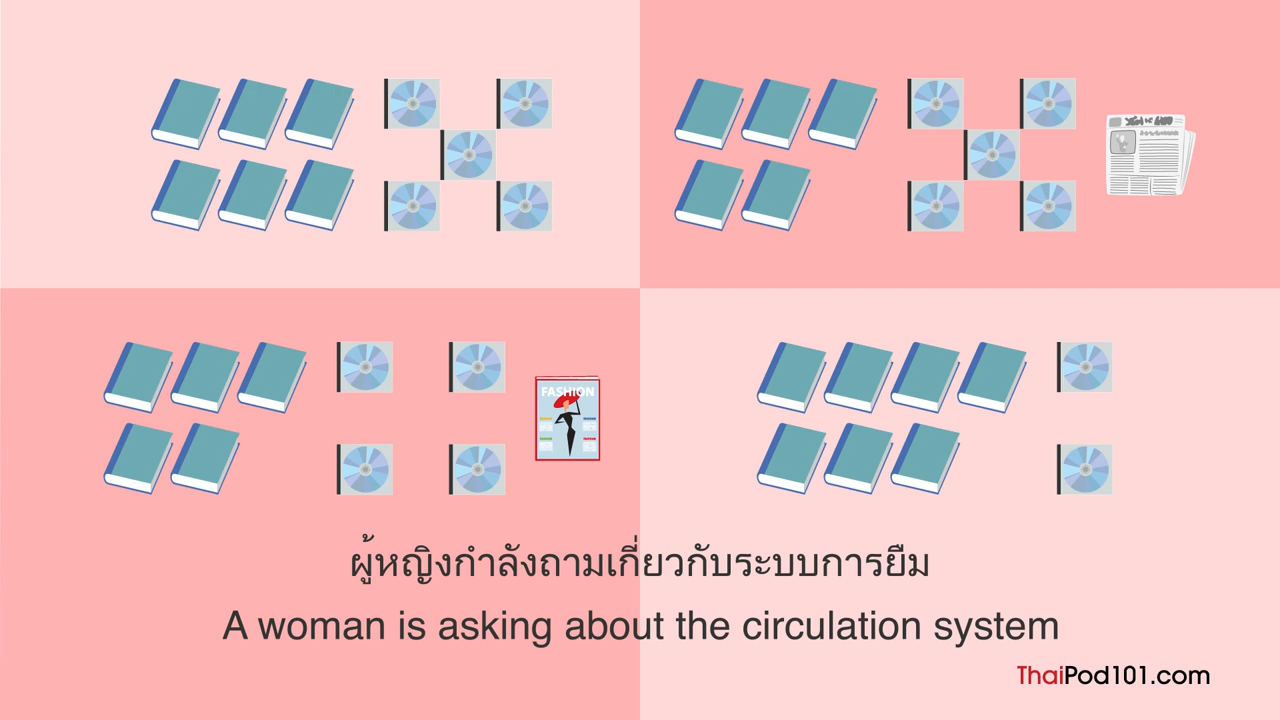 FASHION
ผู้หญิงกำลังถามเกี่ยวกับระบบการยืม
A woman is asking about the circulation system
ThaiPod101.com